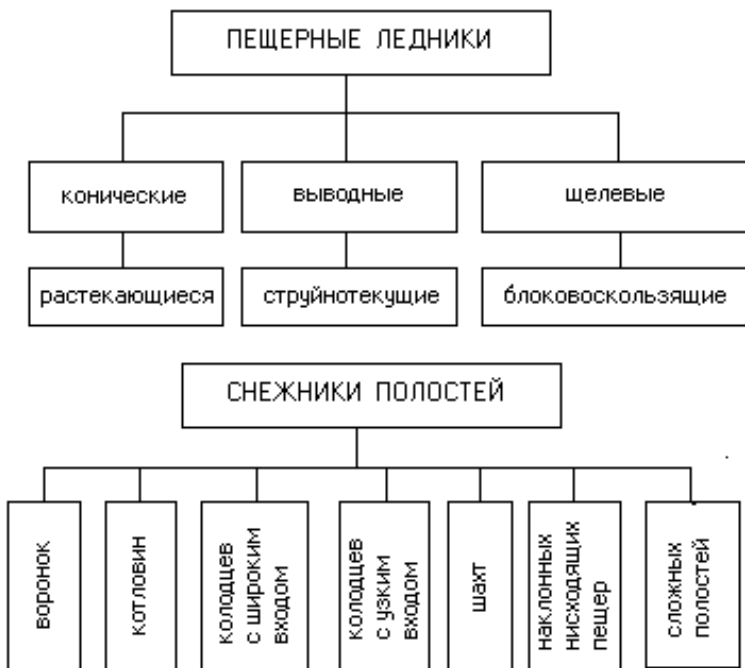 ПЕЩЕРНЫЕ ЛЕДНИКИ
конические
выводные
щелевые
растекающиеся
струйнотекущие
блоковоскользящие
СНЕЖНИКИ ПОЛОСТЕЙ
воронок
котловин
колодцев
с широким
входом
колодцев
с узким
входом
шахт
наклонных
нисходящих
пещер
сложных
полостей